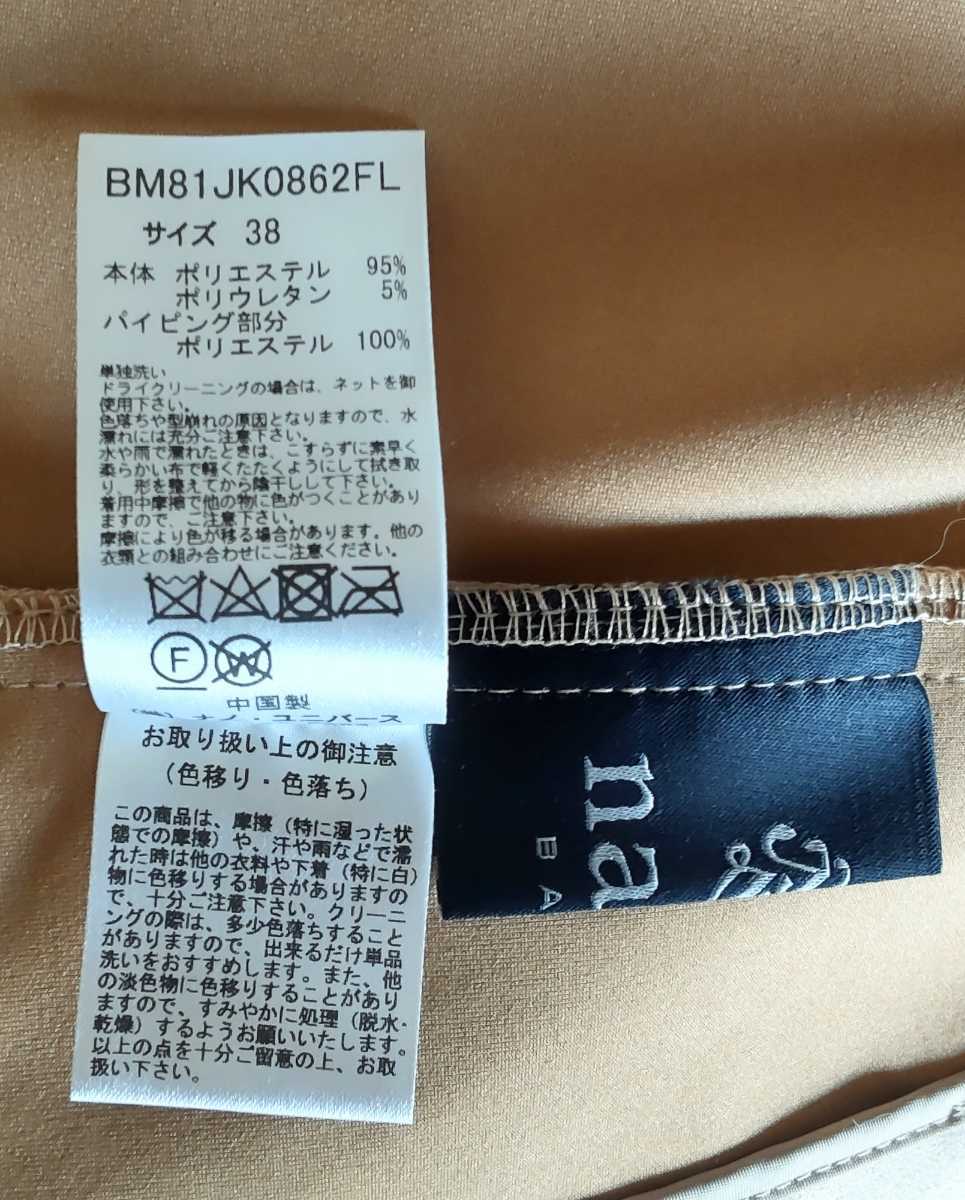 BM81JK0862FL
サイズ 38
本体 ポリエステル 95%
ポリウレタン 5%
パイピング部分
ポリエステル 100%
単独洗い
ドライクリーニングの場合は、ネットを御
使用下さい。
色落ちや型崩れの原因となりますので、水
濡れには充分ご注意下さい。
水や雨で濡れたときは、こすらずに素早く
柔らかい布で軽くたたくようにして拭き取
り、形を整えてから陰干しして下さい。
着用中摩擦で他の物に色がつくことがあり
ますので、ご注意下さい。
摩擦により色が移る場合があります。他の
衣類との組み合わせにご注意ください。
F W
中国製
ナノ・ユニバース
お取り扱い上の御注意
(色移り・色落ち)
この商品は、摩擦(特に湿った状
態での摩擦)や、汗や雨などで濡
れた時は他の衣料や下着(特に白)
物に色移りする場合がありますの
で、十分ご注意下さい。クリーニ
ングの際は、多少色落ちすること
がありますので、出来るだけ単品
洗いをおすすめします。また、他
の淡色物に色移りすることがあり
ますので、すみやかに処理(脱水・
乾燥)するようお願いいたします。
以上の点を十分ご留意の上、お取
扱い下さい。
na
BA